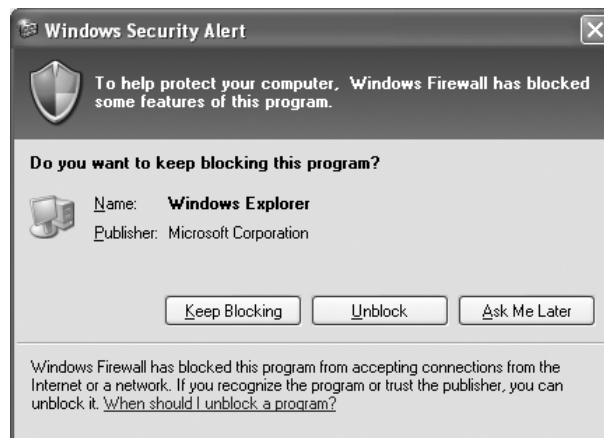 Windows Security Alert
To help protect your computer, Windows Firewall has blocked
some features of this program.
Do you want to keep blocking this program?
Name: Windows Explorer
Publisher: Microsoft Corporation
Keep Blocking Unblock Ask Me Later
Windows Firewall has blocked this program from accepting connections from the
Internet or a network. If you recognize the program or trust the publisher, you can
unblock it. When should I unblock a program?